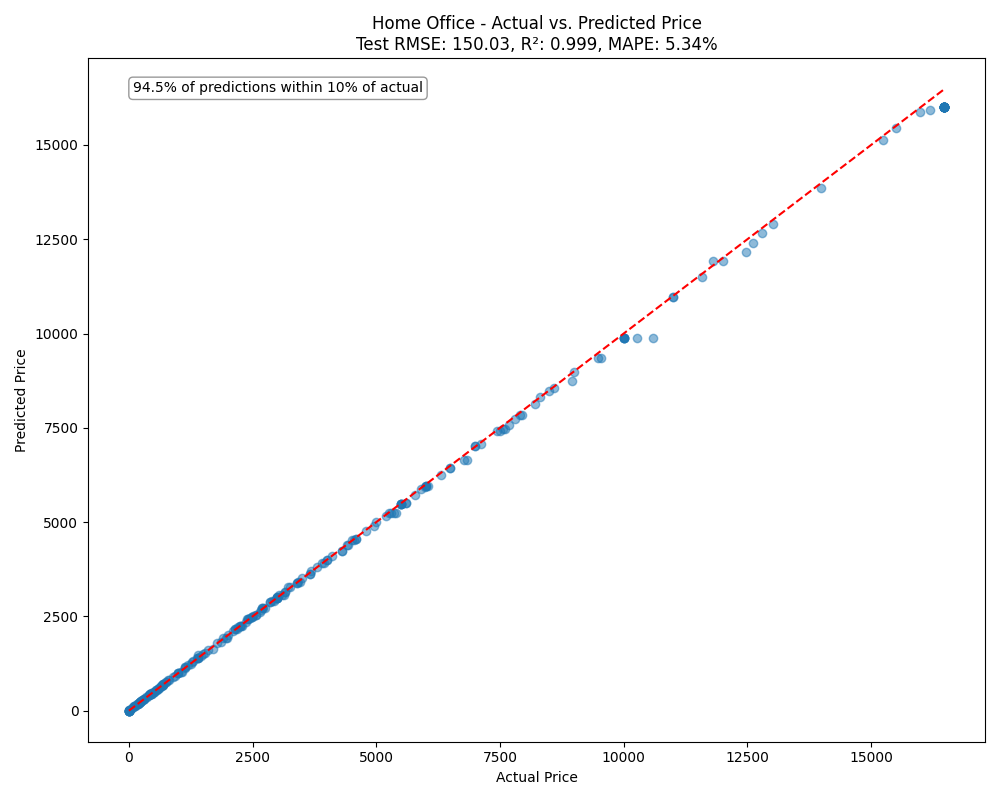 Home Office - Actual vs. Predicted Price
Test RMSE: 150.03, R²: 0.999, MAPE: 5.34%
94.5% of predictions within 10% of actual
Predicted Price
15000
12500
10000
7500
5000
2500
0
0 2500 5000 7500 10000 12500 15000
Actual Price